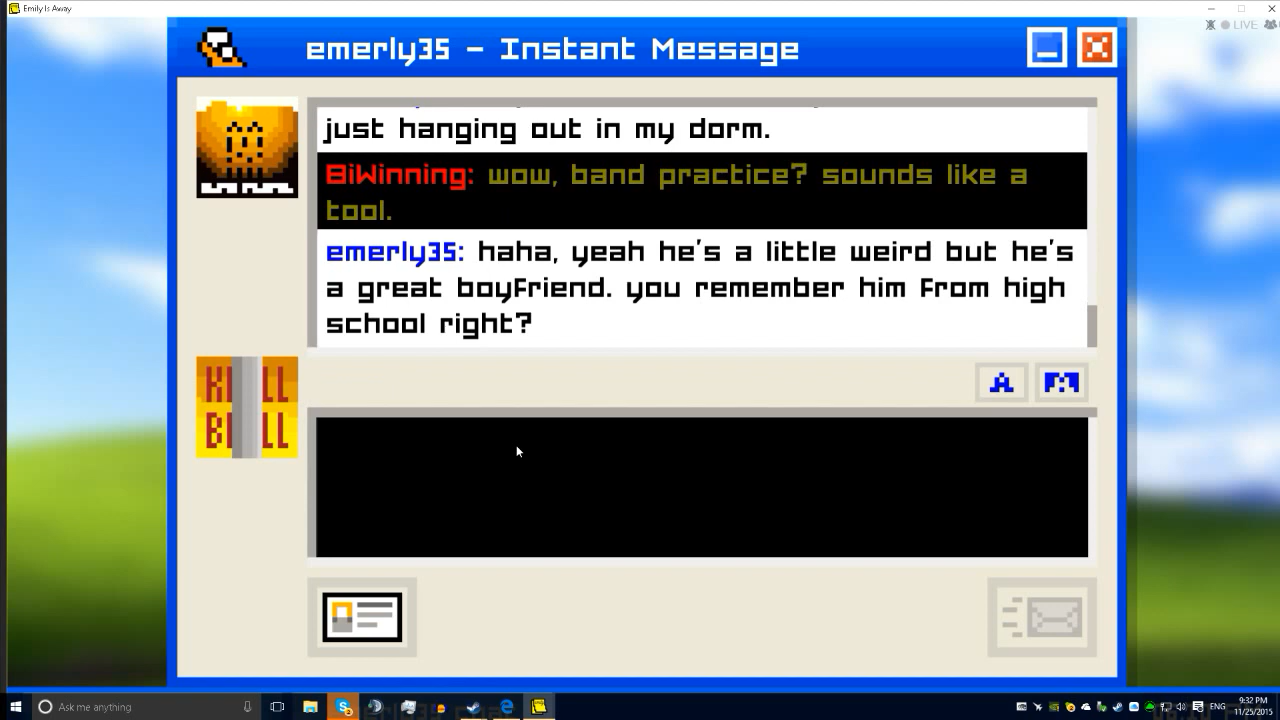 Emily Is Away
LIVE
emerly35 - Instant Message
just hanging out in my dorm.
BiWinning: wow, band practice? sounds like a
tool.
emerly35: haha, yeah he's a little weird but he's
a great boyfriend. you remember him from high
school right?
KILL
BILL
A
Ask me anything
ENG
9:32 PM
11/25/2015